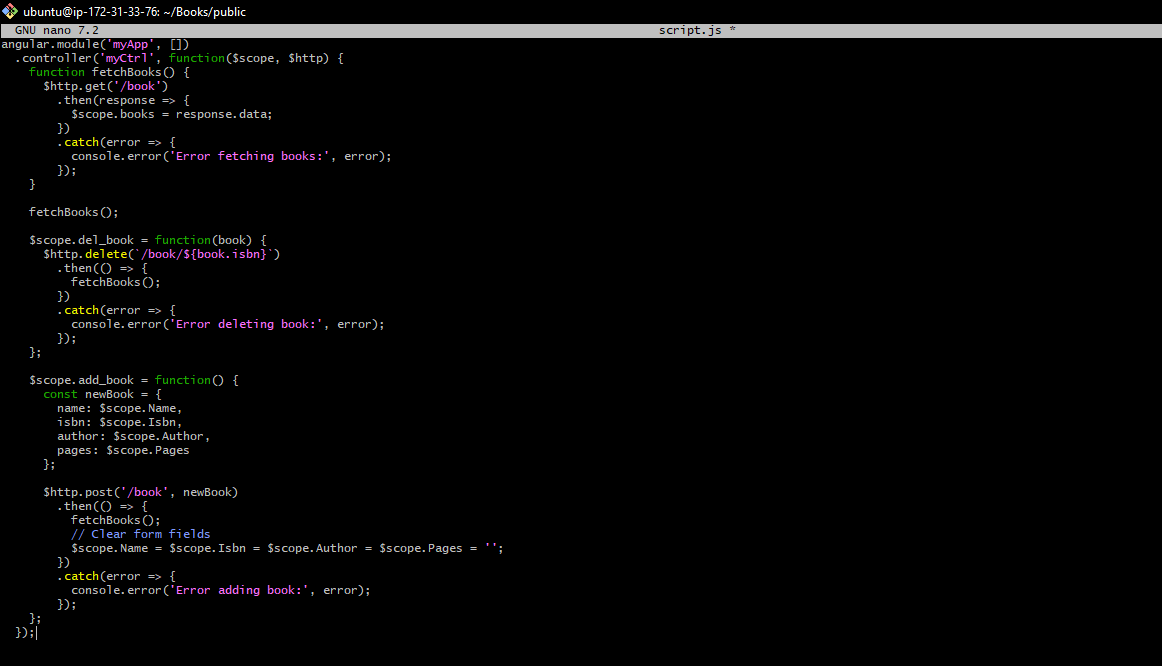 ubuntu@ip-172-31-33-76: ~/Books/public
GNU nano 7.2                                script.js *
angular.module('myApp', [])
  .controller('myCtrl', function($scope, $http) {
    function fetchBooks() {
      $http.get('/book')
        .then(response => {
          $scope.books = response.data;
        })
        .catch(error => {
          console.error('Error fetching books:', error);
        });
    }

    fetchBooks();

    $scope.del_book = function(book) {
      $http.delete(`/book/${book.isbn}`)
        .then(() => {
          fetchBooks();
        })
        .catch(error => {
          console.error('Error deleting book:', error);
        });
    };

    $scope.add_book = function() {
      const newBook = {
        name: $scope.Name,
        isbn: $scope.Isbn,
        author: $scope.Author,
        pages: $scope.Pages
      };

      $http.post('/book', newBook)
        .then(() => {
          fetchBooks();
          // Clear form fields
          $scope.Name = $scope.Isbn = $scope.Author = $scope.Pages = '';
        })
        .catch(error => {
          console.error('Error adding book:', error);
        });
    };
  });